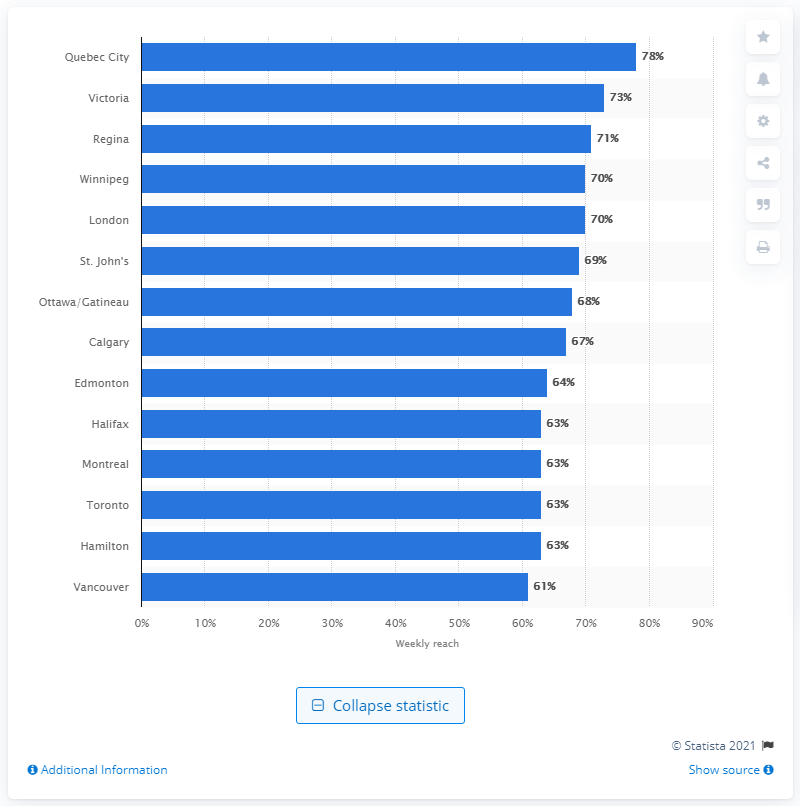 Quebec City 78%
Victoria 73%
Regina 71%
Winnipeg 70%
London 70%
St. John's 69%
Ottawa/Gatineau 68%
Calgary 67%
Edmonton 64%
Halifax 63%
Montreal 63%
Toronto 63%
Hamilton 63%
Vancouver 61%
0% 10% 20% 30% 40% 50% 60% 70% 80% 90%
Weekly reach
Collapse statistic
© Statista 2021
Additional Information Show source